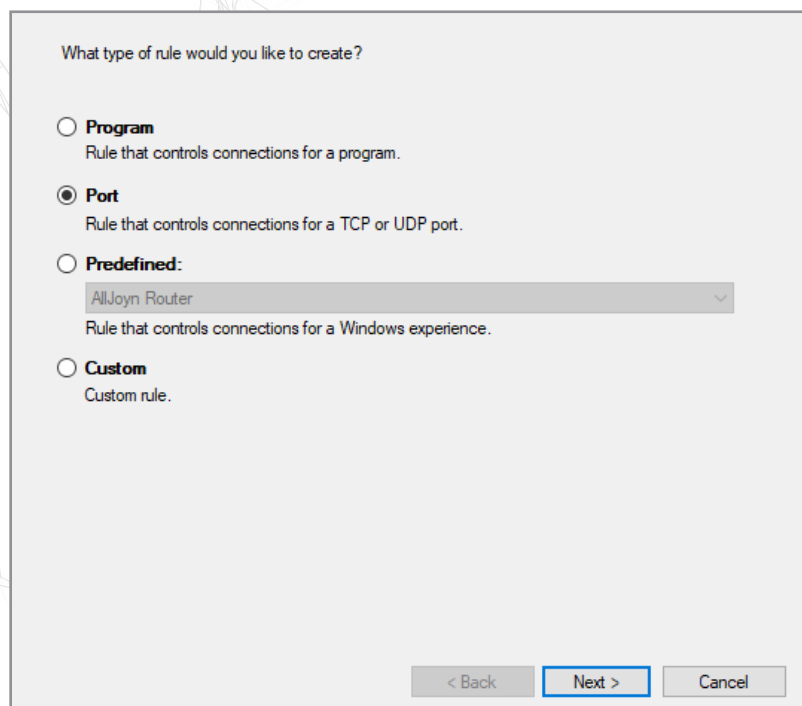 What type of rule would you like to create?
Program
Rule that controls connections for a program.
Port
Rule that controls connections for a TCP or UDP port.
Predefined:
AllJoyn Router
Rule that controls connections for a Windows experience.
Custom
Custom rule.
< Back Next > Cancel